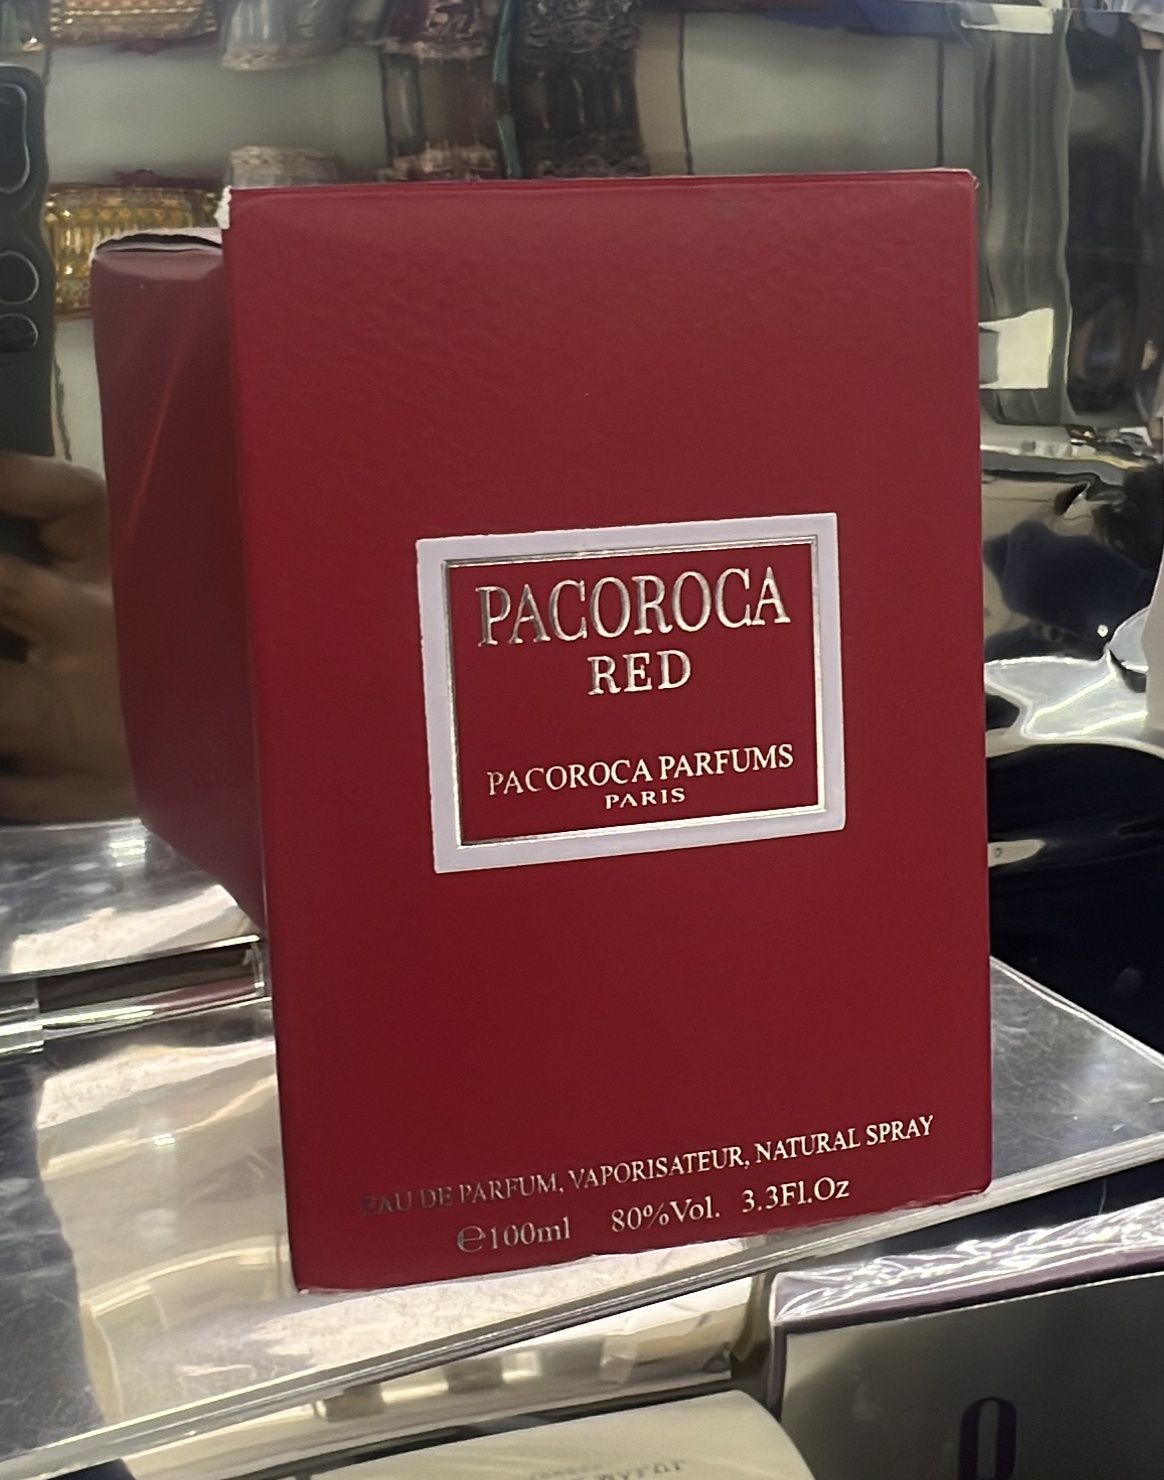 PACOROCA
RED
PACOROCA PARFUMS
PARIS
EAU DE PARFUM, VAPORISATEUR, NATURAL SPRAY
℮100ml 80%Vol. 3.3Fl.Oz